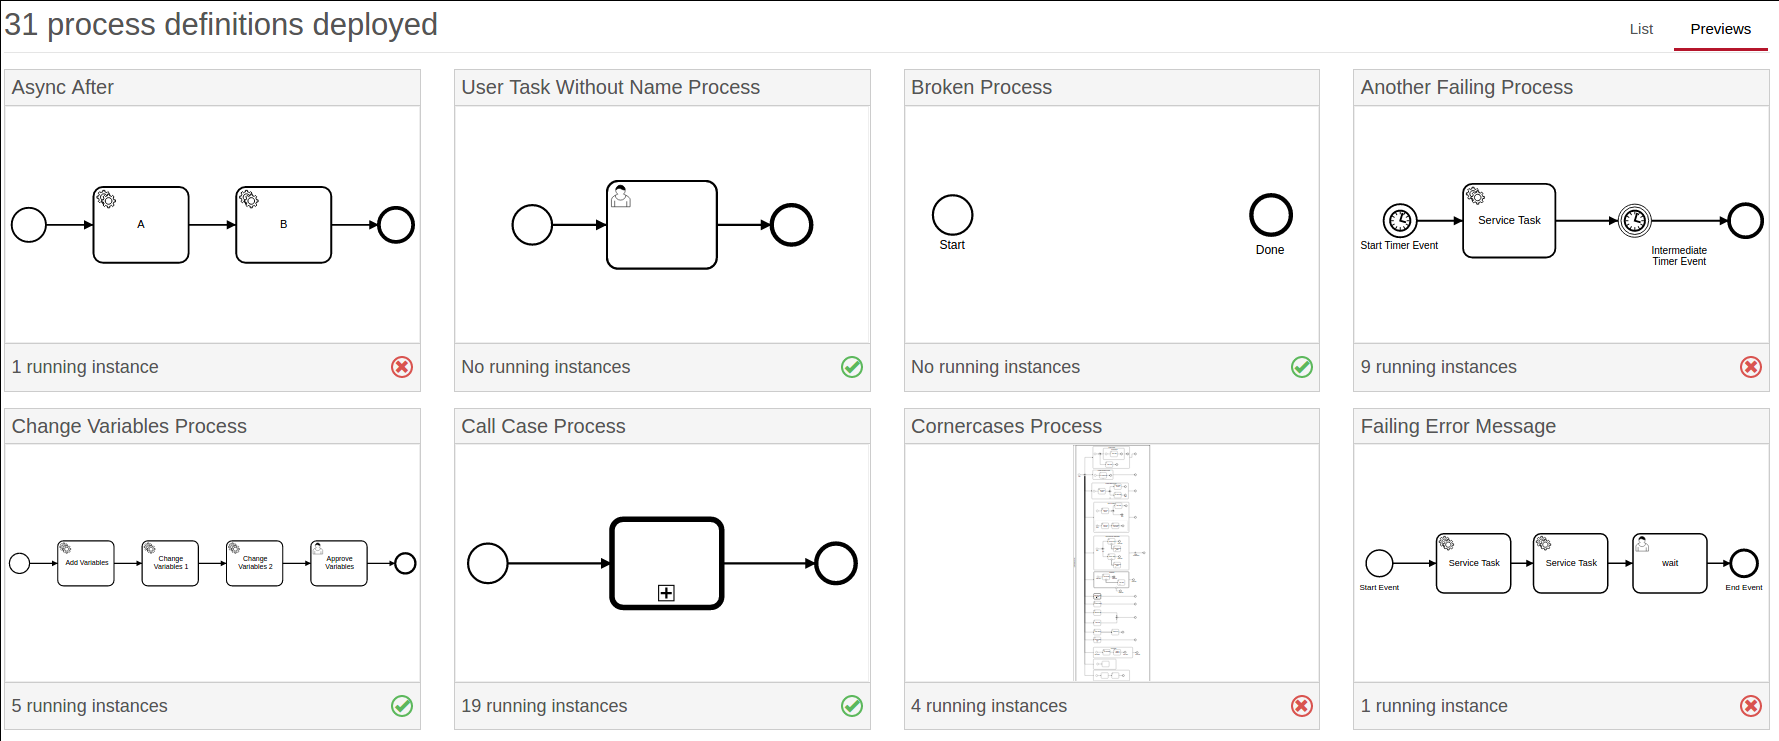 31 process definitions deployed
List
Previews
Async After
User Task Without Name Process
Broken Process
Another Failing Process
A
B
Start
Done
Start Timer Event
Service Task
Intermediate
Timer Event
1 running instance
No running instances
No running instances
9 running instances
Change Variables Process
Call Case Process
Cornercases Process
Failing Error Message
Add Variables
Change
Variables 1
Change
Variables 2
Approve
Variables
Start Event
Service Task
Service Task
wait
End Event
5 running instances
19 running instances
4 running instances
1 running instance